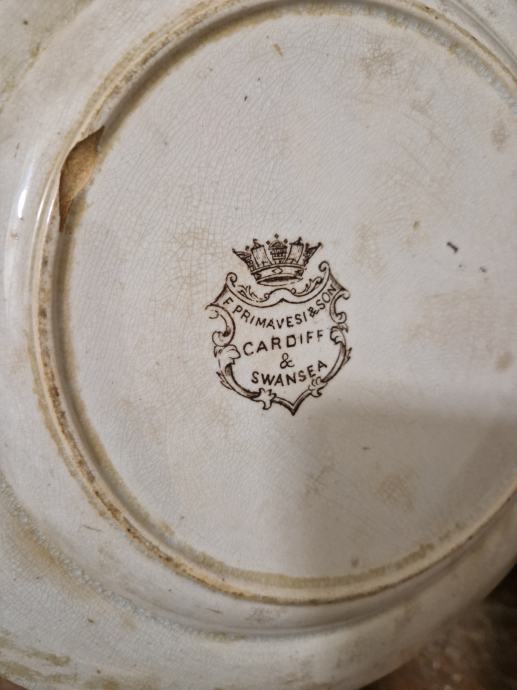 F PRIMAVESI & SON
CARDIFF
&
SWANSEA